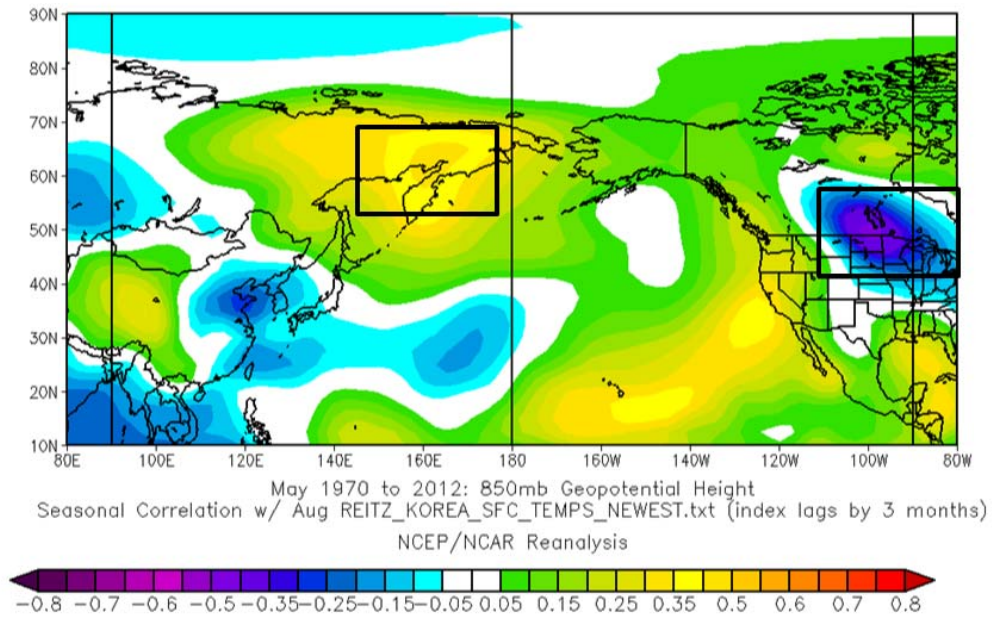 90N
80N
70N
60N
50N
40N
30N
20N
10N
80E 100E 120E 140E 160E 180 160W 140W 120W 100W 80W
May 1970 to 2012: 850mb Geopotential Height
Seasonal Correlation w/ Aug REITZ_KOREA_SFC_TEMPS_NEWEST.txt (index lags by 3 months)
NCEP/NCAR Reanalysis
-0.8 -0.7 -0.6 -0.5 -0.35 -0.25 -0.15 -0.05 0.05 0.15 0.25 0.35 0.45 0.5 0.6 0.7 0.8